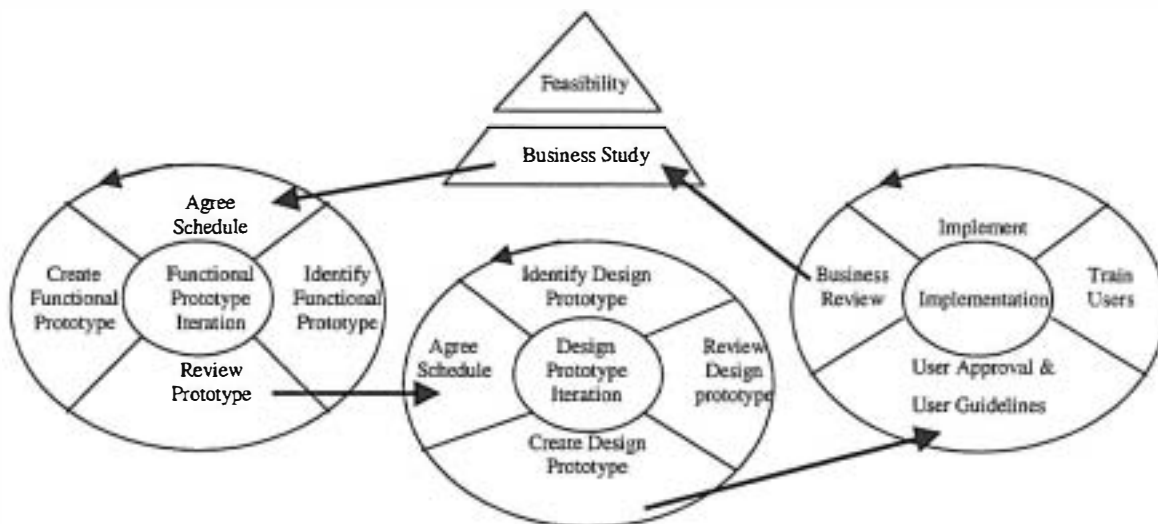 Feasibility
Business Study
Agree
Schedule
Create
Functional
Prototype
Functional
Prototype
Iteration
Identify
Functional
Prototype
Review
Prototype
Identify Design
Prototype
Agree
Schedule
Design
Prototype
Iteration
Review
Design
prototype
Create Design
Prototype
Implement
Business
Review
Implementation
Train
Users
User Approval &
User Guidelines